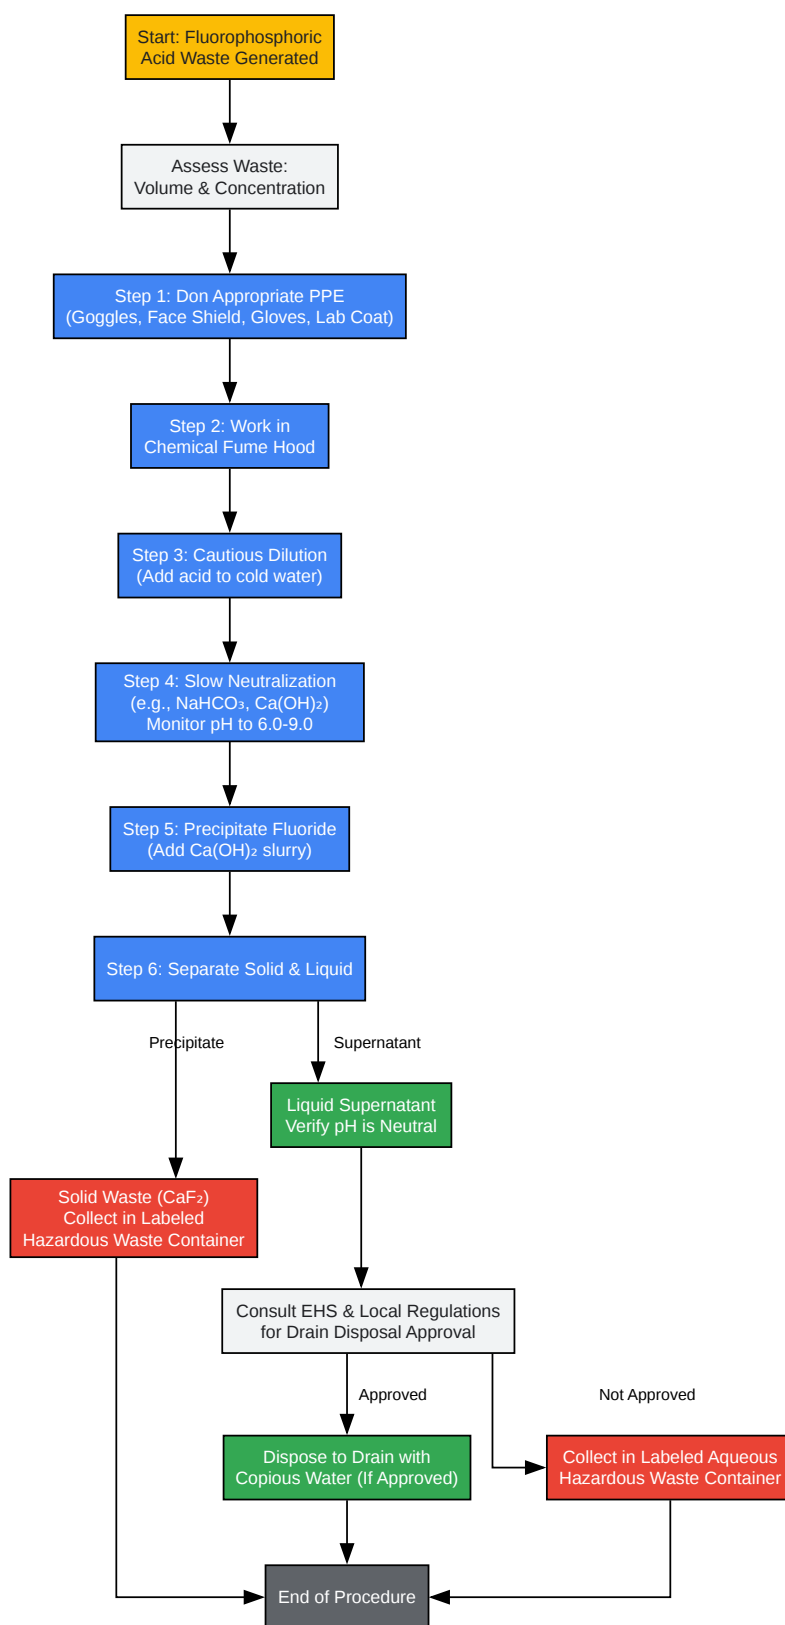 Start: Fluorophosphoric
Acid Waste Generated
Assess Waste:
Volume & Concentration
Step 1: Don Appropriate PPE
(Goggles, Face Shield, Gloves, Lab Coat)
Step 2: Work in
Chemical Fume Hood
Step 3: Cautious Dilution
(Add acid to cold water)
Step 4: Slow Neutralization
(e.g., NaHCO₃, Ca(OH)₂)
Monitor pH to 6.0-9.0
Step 5: Precipitate Fluoride
(Add Ca(OH)₂ slurry)
Step 6: Separate Solid & Liquid
Precipitate
Supernatant
Liquid Supernatant
Verify pH is Neutral
Solid Waste (CaF₂)
Collect in Labeled
Hazardous Waste Container
Consult EHS & Local Regulations
for Drain Disposal Approval
Approved
Not Approved
Dispose to Drain with
Copious Water (If Approved)
Collect in Labeled Aqueous
Hazardous Waste Container
End of Procedure